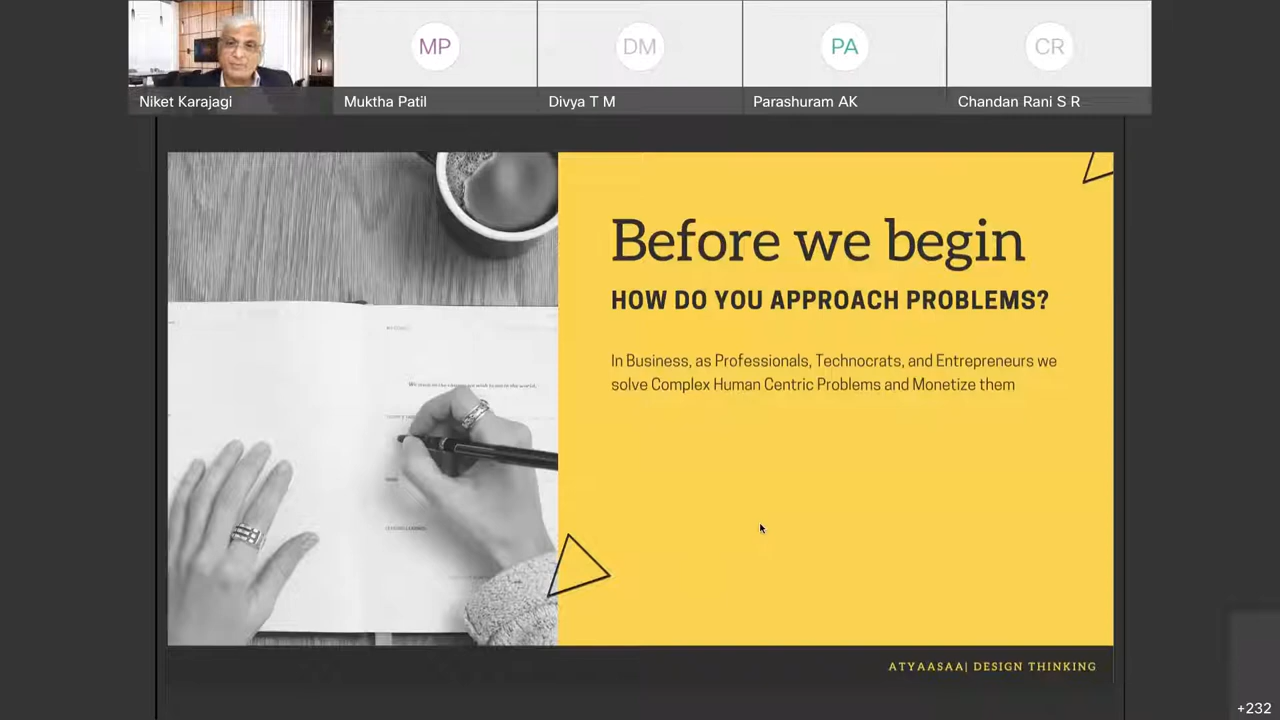 MP
DM
PA
CR
Niket Karajagi
Muktha Patil
Divya T M
Parashuram AK
Chandan Rani S R
Before we begin
HOW DO YOU APPROACH PROBLEMS?
In Business, as Professionals, Technocrats, and Entrepreneurs we
solve Complex Human Centric Problems and Monetize them
ATYAASAA| DESIGN THINKING
+232